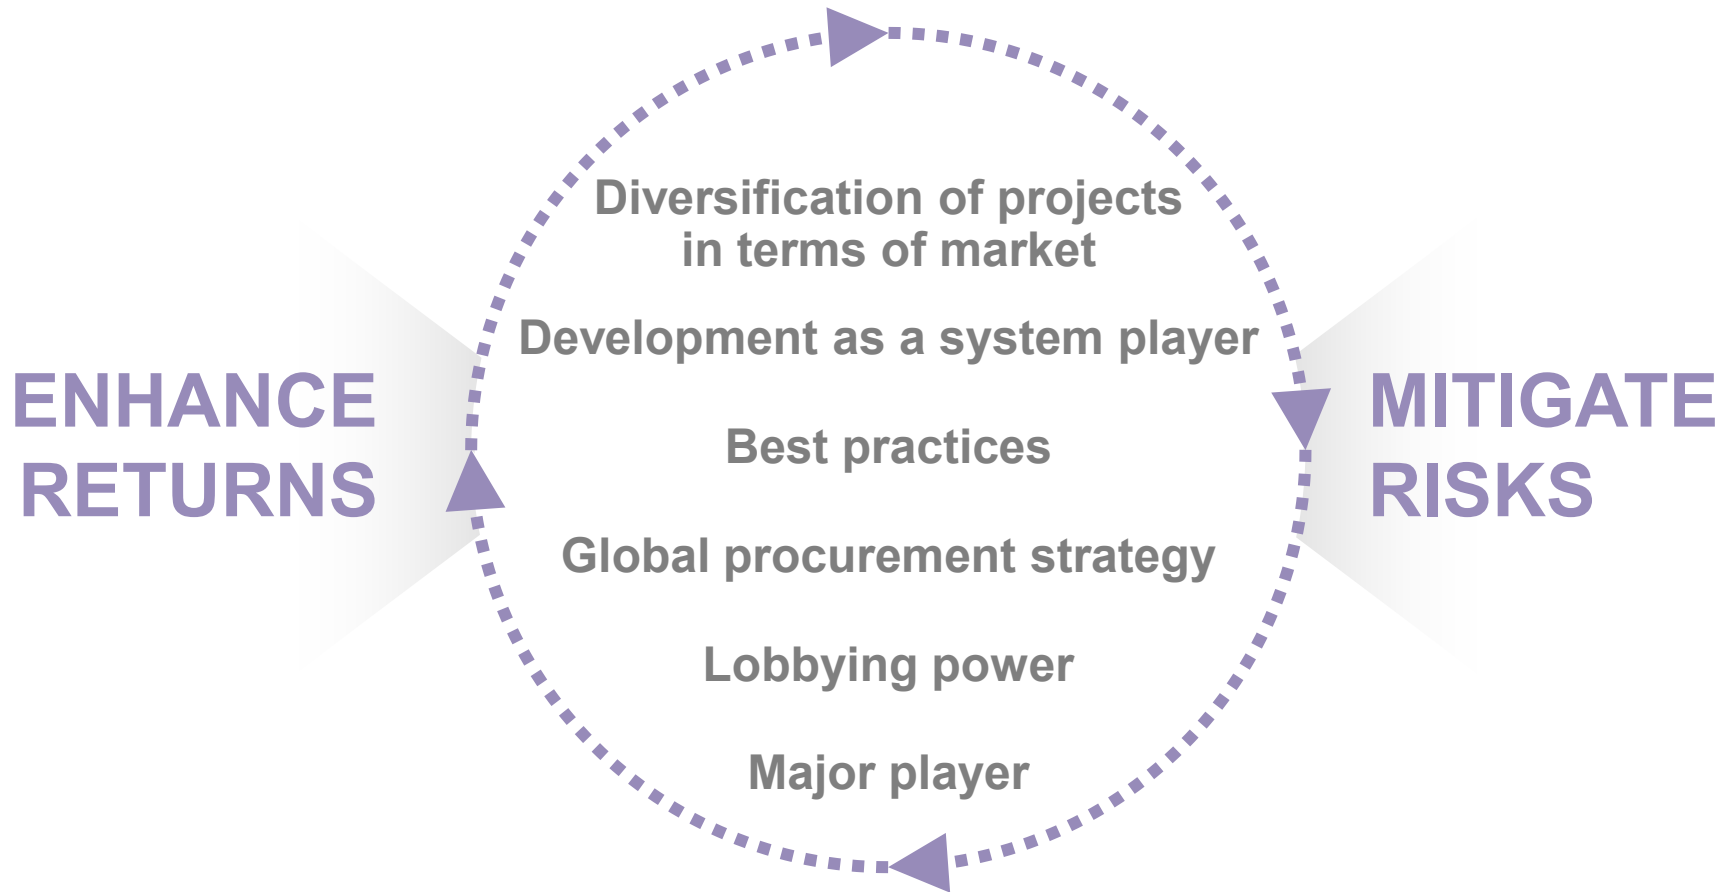 Diversification of projects
in terms of market
Development as a system player
ENHANCE
RETURNS
Best practices
MITIGATE
RISKS
Global procurement strategy
Lobbying power
Major player